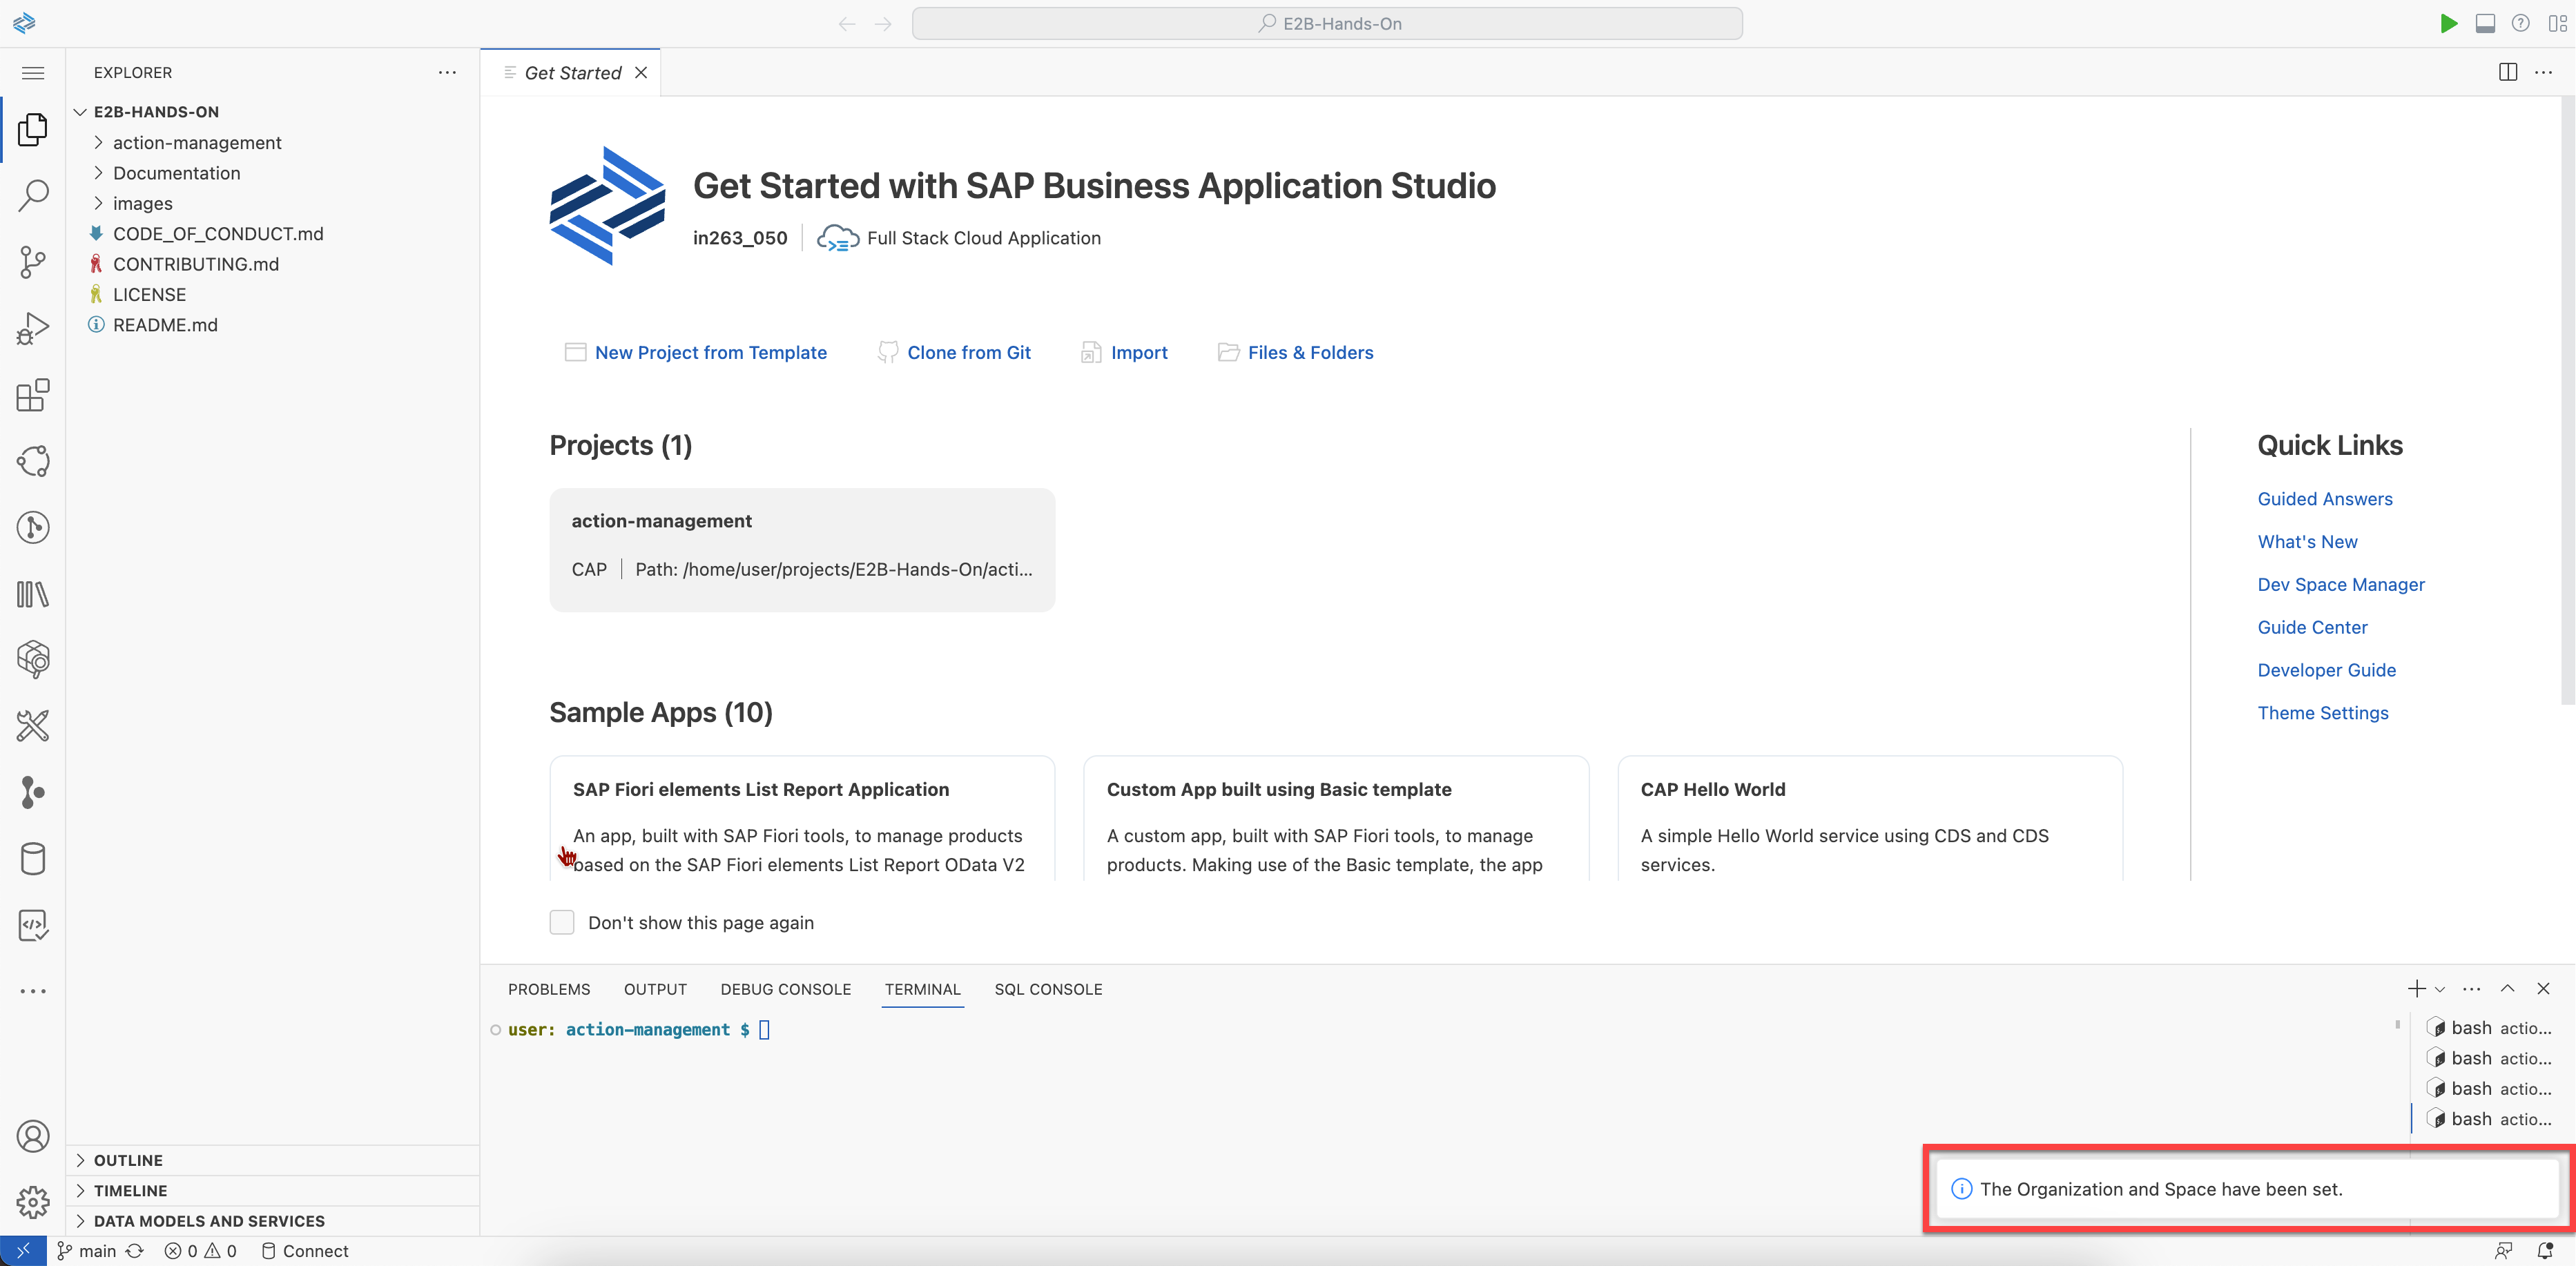 E2B-Hands-On
EXPLORER
Get Started
E2B-HANDS-ON
action-management
Documentation
images
CODE_OF_CONDUCT.md
CONTRIBUTING.md
LICENSE
README.md
Get Started with SAP Business Application Studio
in263_050
Full Stack Cloud Application
New Project from Template
Clone from Git
Import
Files & Folders
Projects (1)
action-management
CAP
Path: /home/user/projects/E2B-Hands-On/acti...
Quick Links
Guided Answers
What's New
Dev Space Manager
Guide Center
Developer Guide
Theme Settings
Sample Apps (10)
SAP Fiori elements List Report Application
An app, built with SAP Fiori tools, to manage products
based on the SAP Fiori elements List Report OData V2
Custom App built using Basic template
A custom app, built with SAP Fiori tools, to manage
products. Making use of the Basic template, the app
CAP Hello World
A simple Hello World service using CDS and CDS
services.
Don't show this page again
PROBLEMS
OUTPUT
DEBUG CONSOLE
TERMINAL
SQL CONSOLE
user: action-management $
bash actio...
bash actio...
bash actio...
bash actio...
OUTLINE
TIMELINE
DATA MODELS AND SERVICES
The Organization and Space have been set.
main
0
0
Connect